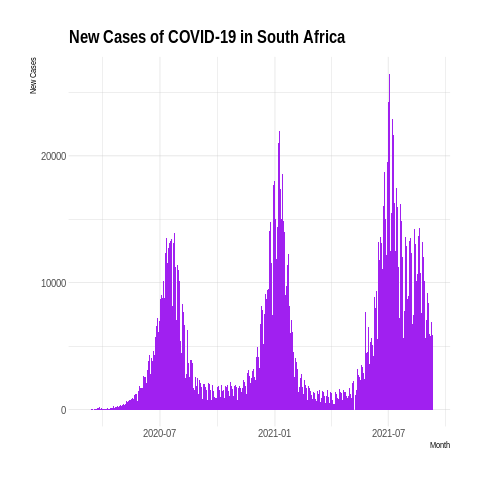 New Cases of COVID-19 in South Africa
New Cases
20000
10000
0
2020-07
2021-01
2021-07
Month